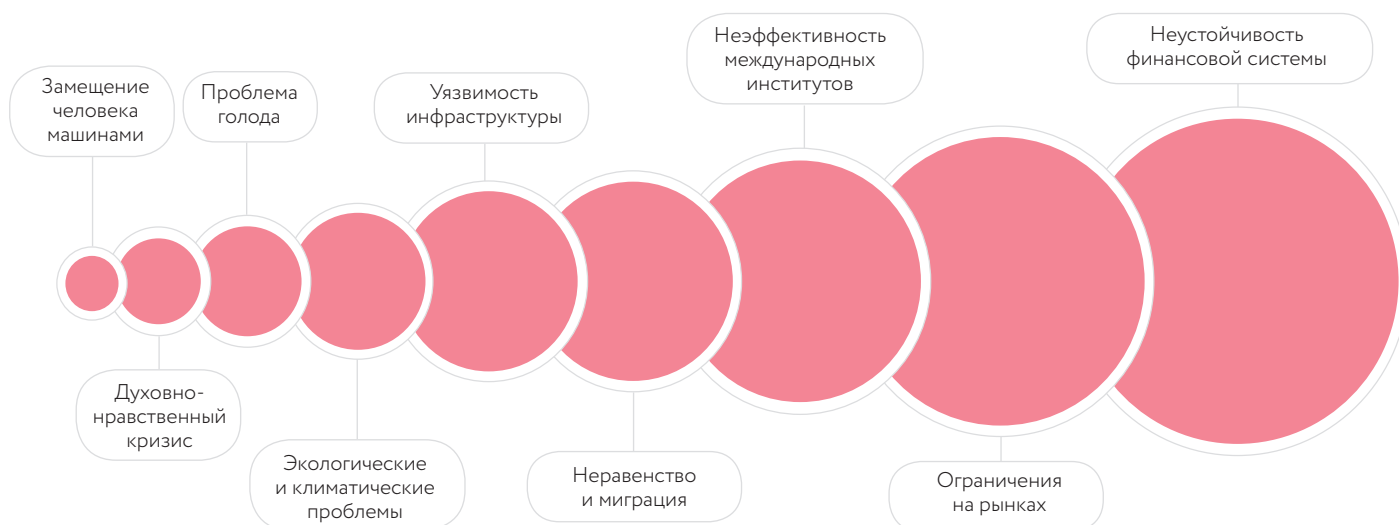 Замещение
человека
машинами
Духовно-
нравственный
кризис
Проблема
голода
Экологические
и климатические
проблемы
Уязвимость
инфраструктуры
Неравенство
и миграция
Неэффективность
международных
институтов
Ограничения
на рынках
Неустойчивость
финансовой системы